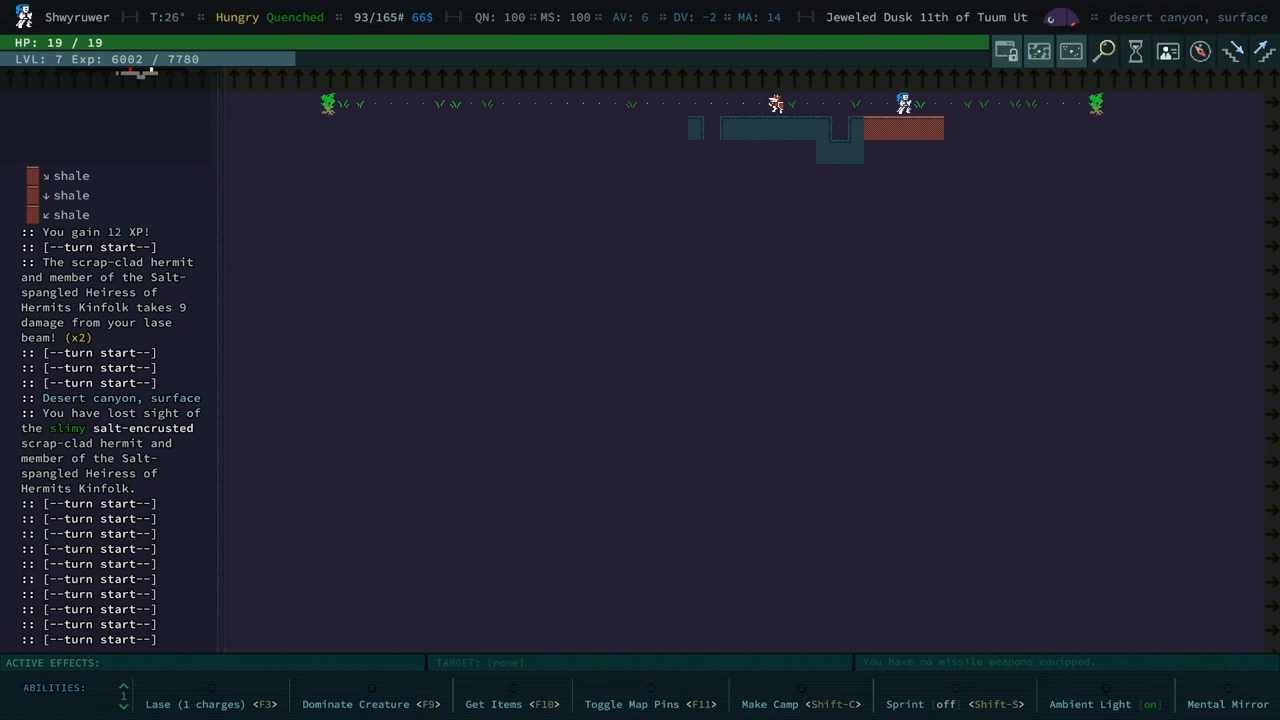 Shwyruwer T:26° :: Hungry Quenched :: 93/165# 66$ QN: 100 :: MS: 100 :: AV: 6 :: DV: -2 :: MA: 14 Jeweled Dusk 11th of Tuum Ut :: desert canyon, surface
HP: 19 / 19
LVL: 7 Exp: 6002 / 7780
↘ shale
↓ shale
↙ shale
:: You gain 12 XP!
:: [--turn start--]
:: The scrap-clad hermit
and member of the Salt-
spangled Heiress of
Hermits Kinfolk takes 9
damage from your lase
beam! (x2)
:: [--turn start--]
:: [--turn start--]
:: [--turn start--]
:: Desert canyon, surface
:: You have lost sight of
the slimy salt-encrusted
scrap-clad hermit and
member of the Salt-
spangled Heiress of
Hermits Kinfolk.
:: [--turn start--]
:: [--turn start--]
:: [--turn start--]
:: [--turn start--]
:: [--turn start--]
:: [--turn start--]
:: [--turn start--]
:: [--turn start--]
:: [--turn start--]
:: [--turn start--]
ACTIVE EFFECTS: TARGET: [none] You have no missile weapons equipped.
ABILITIES: 1 Lase (1 charges) <F3> Dominate Creature <F9> Get Items <F10> Toggle Map Pins <F11> Make Camp <Shift-C> Sprint [off] <Shift-S> Ambient Light [on] Mental Mirror